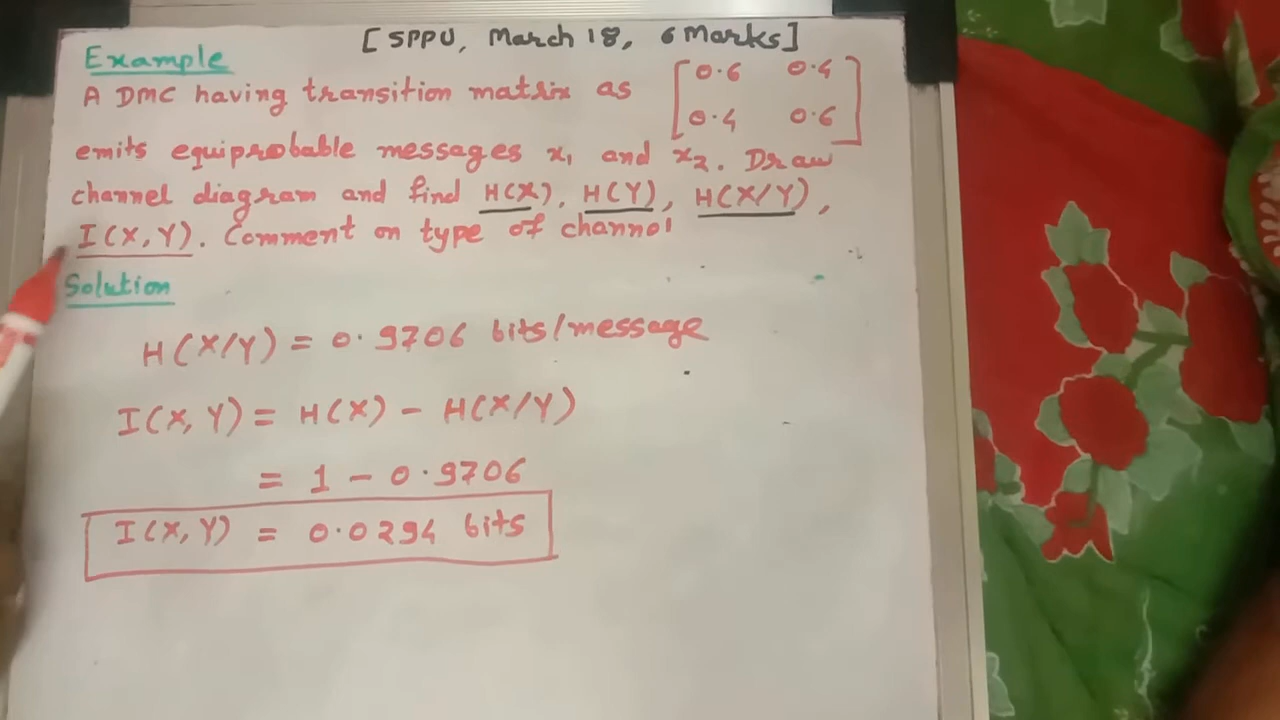 [SPPU, March 18, 6 Marks]
Example
A DMC having transition matrix as [0.6 0.4
0.4 0.6]
emits equiprobable messages x₁ and x₂. Draw
channel diagram and find H(X), H(Y), H(X/Y),
I(X,Y). Comment on type of channel
Solution
H(X/Y) = 0.9706 bits/message
I(X,Y) = H(X) - H(X/Y)
= 1 - 0.9706
I(X,Y) = 0.0294 bits